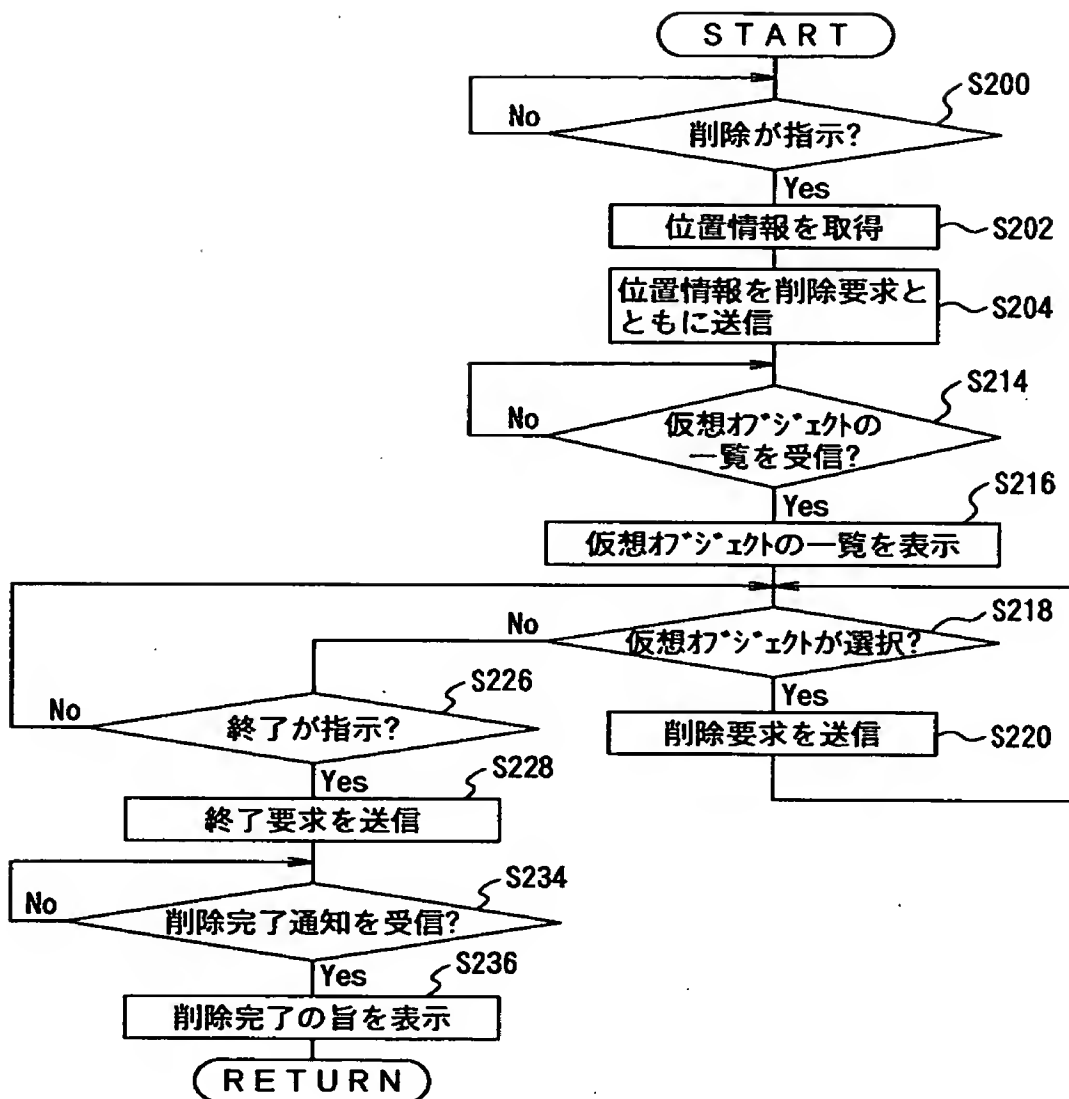 START
S200
No
削除が指示?
Yes
位置情報を取得
S202
位置情報を削除要求と
ともに送信
S204
S214
No
仮想ｵﾌﾞｼﾞｪｸﾄの
一覧を受信?
Yes
S216
仮想ｵﾌﾞｼﾞｪｸﾄの一覧を表示
S218
No
仮想ｵﾌﾞｼﾞｪｸﾄが選択?
Yes
削除要求を送信
S220
S226
No
終了が指示?
Yes
S228
終了要求を送信
S234
No
削除完了通知を受信?
Yes
S236
削除完了の旨を表示
RETURN